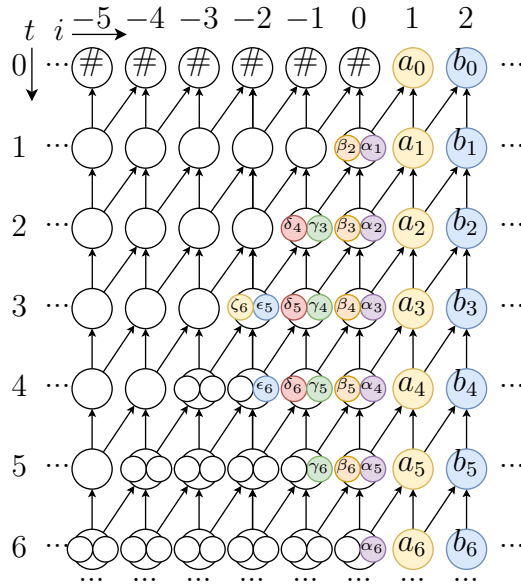 t i −5 −4 −3 −2 −1 0 1 2
0 ··· # # # # # # a₀ b₀ ···
1 ··· β₂ α₁ a₁ b₁ ···
2 ··· δ₄ γ₃ β₃ α₂ a₂ b₂ ···
3 ··· ζ₆ ϵ₅ δ₅ γ₄ β₄ α₃ a₃ b₃ ···
4 ··· ϵ₆ δ₆ γ₅ β₅ α₄ a₄ b₄ ···
5 ··· γ₆ β₆ α₅ a₅ b₅ ···
6 ··· α₆ a₆ b₆ ···
··· ··· ··· ··· ··· ··· ··· ···